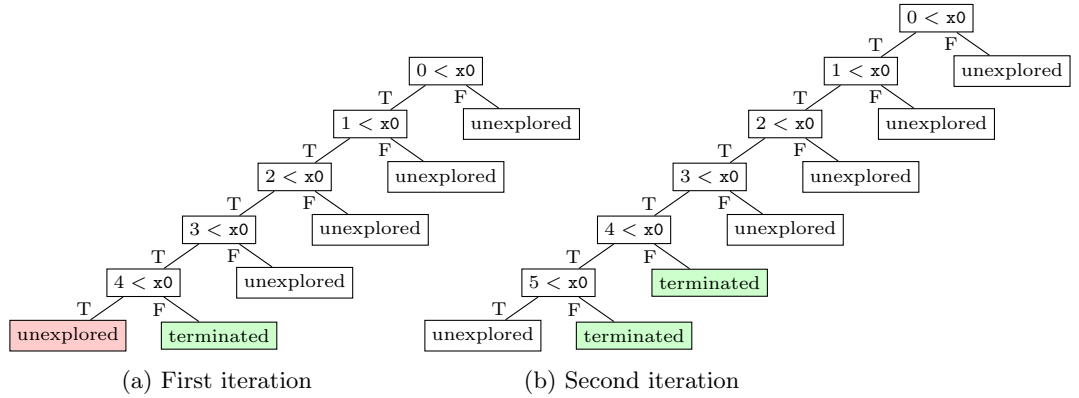 0 < x0
T
F
1 < x0
unexplored
T
F
2 < x0
unexplored
T
F
3 < x0
unexplored
T
F
4 < x0
unexplored
T
F
unexplored
terminated
(a) First iteration
0 < x0
T
F
1 < x0
unexplored
T
F
2 < x0
unexplored
T
F
3 < x0
unexplored
T
F
4 < x0
unexplored
T
F
5 < x0
terminated
T
F
unexplored
terminated
(b) Second iteration